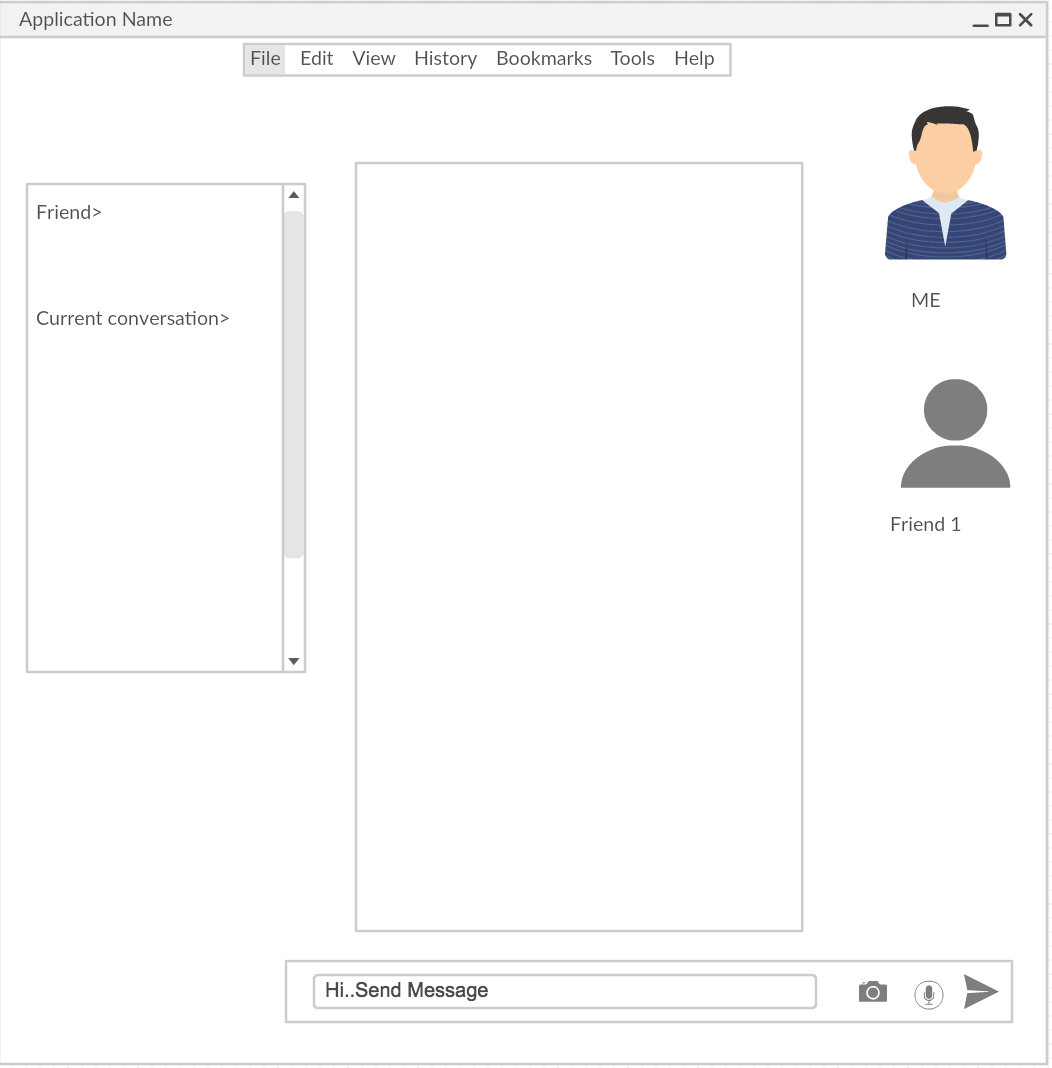 Application Name
File Edit View History Bookmarks Tools Help
Friend>
Current conversation>
ME
Friend 1
Hi..Send Message